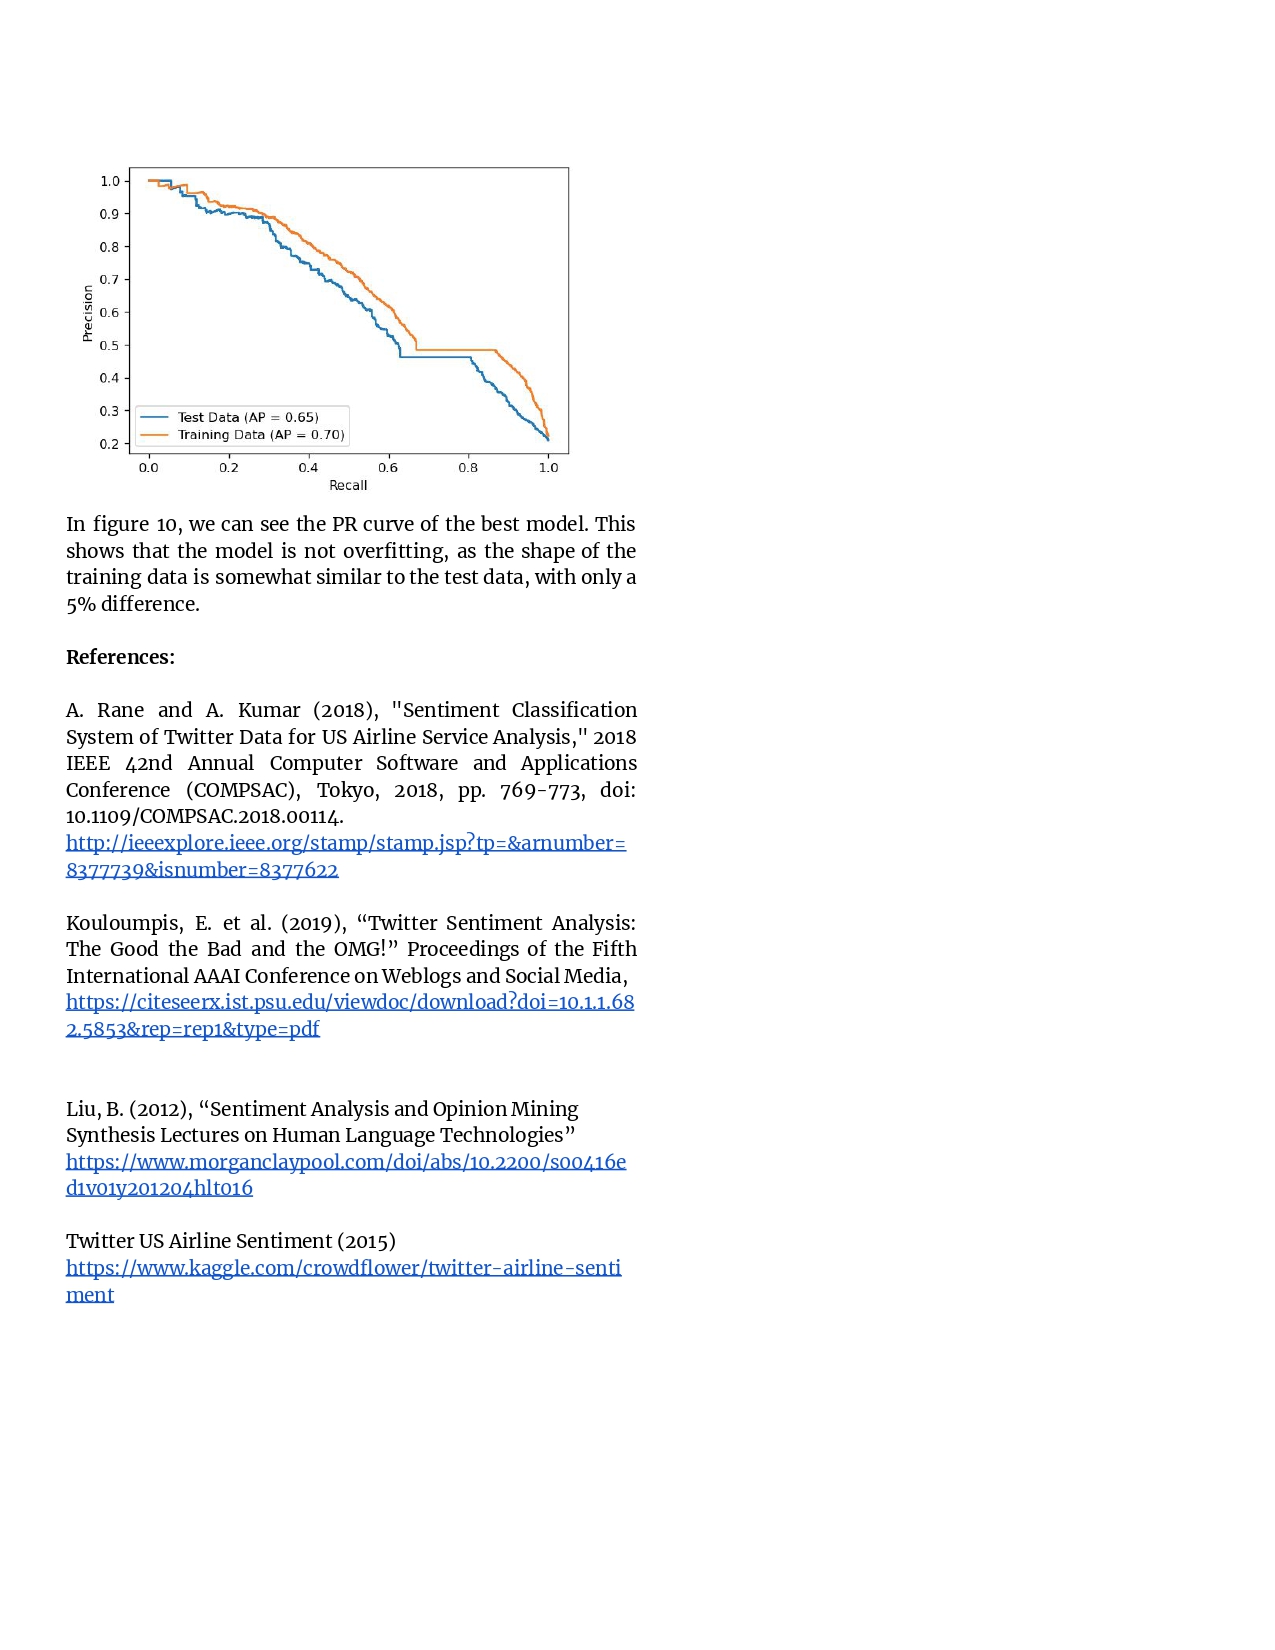 1.0
0.9
0.8
0.7
0.6
0.5
0.4
0.3
0.2
Precision
Test Data (AP = 0.65)
Training Data (AP = 0.70)
0.0 0.2 0.4 0.6 0.8 1.0
Recall
In figure 10, we can see the PR curve of the best model. This
shows that the model is not overfitting, as the shape of the
training data is somewhat similar to the test data, with only a
5% difference.
References:
A. Rane and A. Kumar (2018), "Sentiment Classification
System of Twitter Data for US Airline Service Analysis," 2018
IEEE 42nd Annual Computer Software and Applications
Conference (COMPSAC), Tokyo, 2018, pp. 769-773, doi:
10.1109/COMPSAC.2018.00114.
http://ieeexplore.ieee.org/stamp/stamp.jsp?tp=&arnumber=
8377739&isnumber=8377622
Kouloumpis, E. et al. (2019), “Twitter Sentiment Analysis:
The Good the Bad and the OMG!” Proceedings of the Fifth
International AAAI Conference on Weblogs and Social Media,
https://citeseerx.ist.psu.edu/viewdoc/download?doi=10.1.1.68
2.5853&rep=rep1&type=pdf
Liu, B. (2012), “Sentiment Analysis and Opinion Mining
Synthesis Lectures on Human Language Technologies”
https://www.morganclaypool.com/doi/abs/10.2200/s00416e
d1v01y201204hlt016
Twitter US Airline Sentiment (2015)
https://www.kaggle.com/crowdflower/twitter-airline-senti
ment